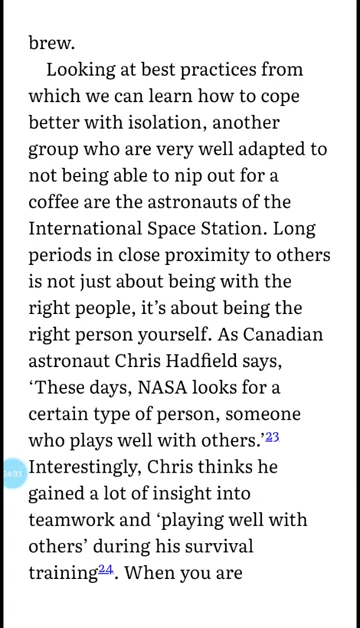 brew.
Looking at best practices from
which we can learn how to cope
better with isolation, another
group who are very well adapted to
not being able to nip out for a
coffee are the astronauts of the
International Space Station. Long
periods in close proximity to others
is not just about being with the
right people, it’s about being the
right person yourself. As Canadian
astronaut Chris Hadfield says,
‘These days, NASA looks for a
certain type of person, someone
who plays well with others.’23
Interestingly, Chris thinks he
gained a lot of insight into
teamwork and ‘playing well with
others’ during his survival
training24. When you are